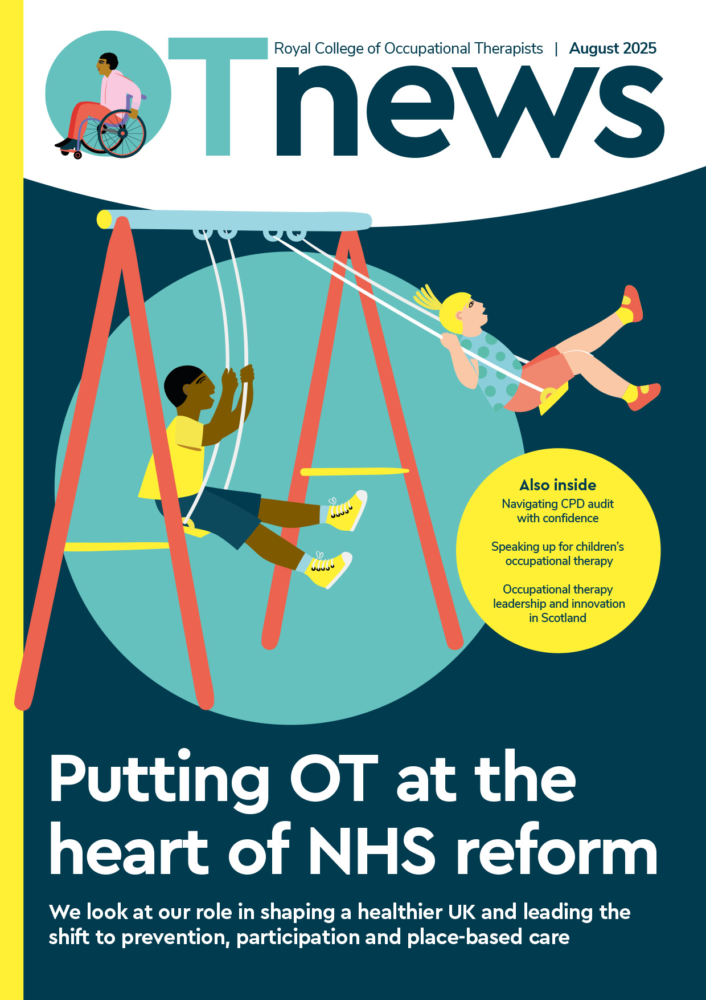 Royal College of Occupational Therapists | August 2025
OTnews
Also inside
Navigating CPD audit
with confidence
Speaking up for children's
occupational therapy
Occupational therapy
leadership and innovation
in Scotland
Putting OT at the
heart of NHS reform
We look at our role in shaping a healthier UK and leading the
shift to prevention, participation and place-based care